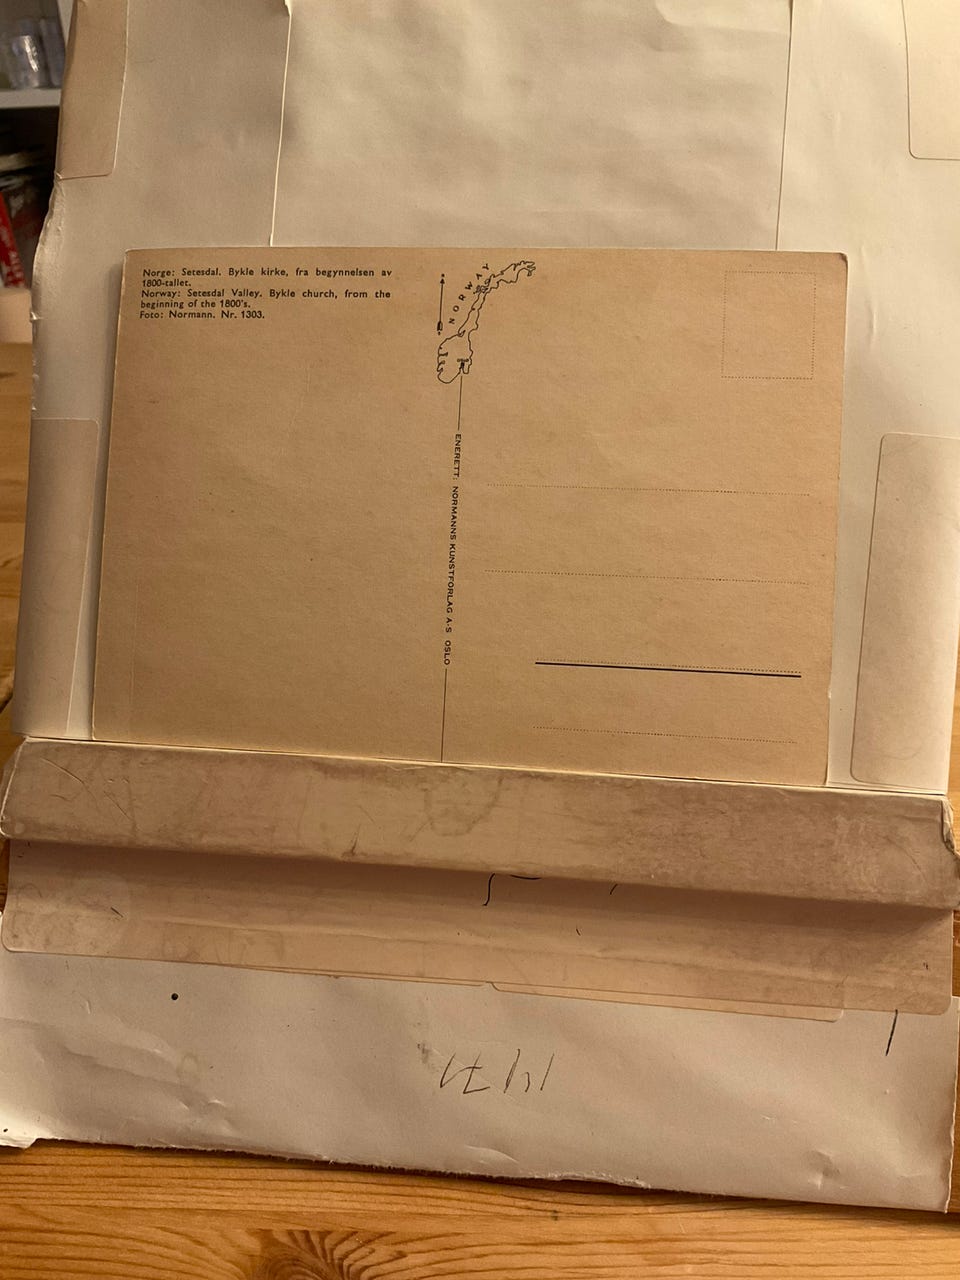 Norge: Setesdal. Bykle kirke, fra begynnelsen av
1800-tallet.
Norway: Setesdal Valley. Bykle church, from the
beginning of the 1800's.
Foto: Normann. Nr. 1303.
NORWAY
OSLO
ENERETT: NORMANNS KUNSTFORLAG A-S OSLO